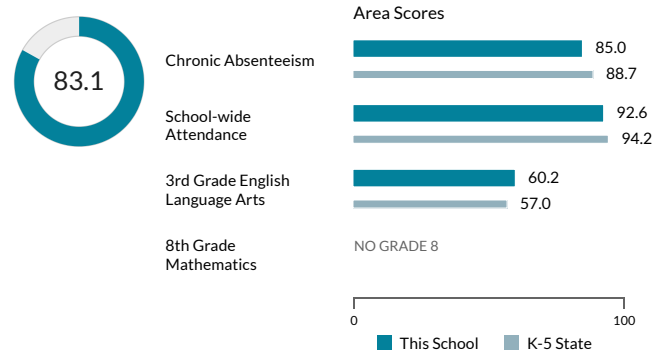 Area Scores
83.1
Chronic Absenteeism
85.0
88.7
School-wide
Attendance
92.6
94.2
3rd Grade English
Language Arts
60.2
57.0
8th Grade
Mathematics
NO GRADE 8
0
100
This School
K-5 State